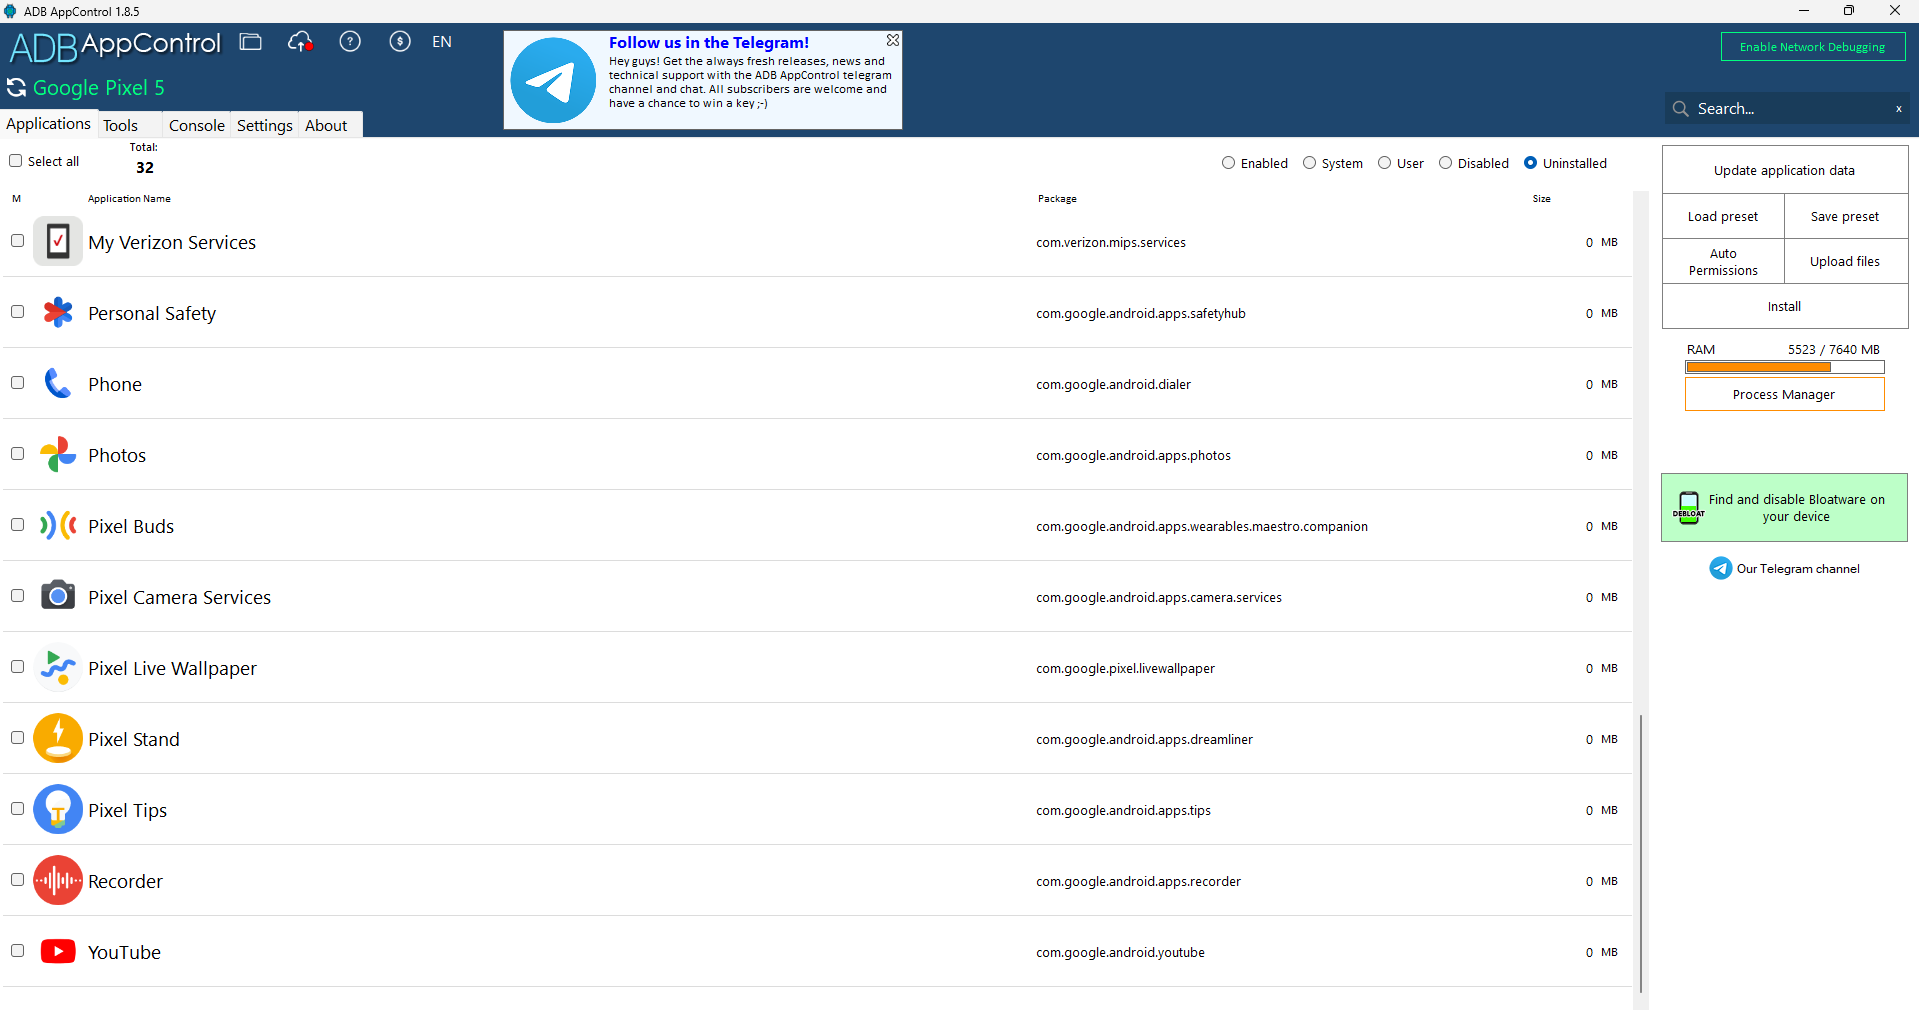 ADB AppControl 1.8.5
ADB AppControl
EN
Follow us in the Telegram!
Hey guys! Get the always fresh releases, news and
technical support with the ADB AppControl telegram
channel and chat. All subscribers are welcome and
have a chance to win a key ;-)
Enable Network Debugging
Google Pixel 5
Search...
x
Applications
Tools
Console
Settings
About
Select all
Total:
32
Enabled
System
User
Disabled
Uninstalled
M
Application Name
Package
Size
My Verizon Services
com.verizon.mips.services
0 MB
Personal Safety
com.google.android.apps.safetyhub
0 MB
Phone
com.google.android.dialer
0 MB
Photos
com.google.android.apps.photos
0 MB
Pixel Buds
com.google.android.apps.wearables.maestro.companion
0 MB
Pixel Camera Services
com.google.android.apps.camera.services
0 MB
Pixel Live Wallpaper
com.google.pixel.livewallpaper
0 MB
Pixel Stand
com.google.android.apps.dreamliner
0 MB
Pixel Tips
com.google.android.apps.tips
0 MB
Recorder
com.google.android.apps.recorder
0 MB
YouTube
com.google.android.youtube
0 MB
Update application data
Load preset
Save preset
Auto
Permissions
Upload files
Install
RAM
5523 / 7640 MB
Process Manager
DEBLOAT
Find and disable Bloatware on
your device
Our Telegram channel